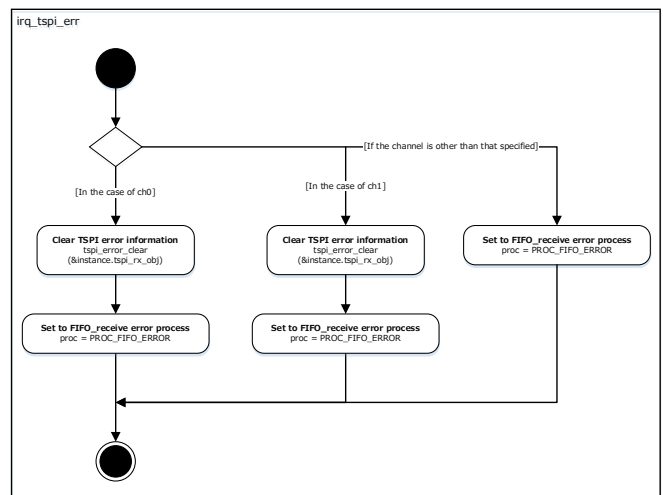 irq_tspi_err
[If the channel is other than that specified]
[In the case of ch0]
[In the case of ch1]
Clear TSPI error information
tspi_error_clear
(&instance.tspi_rx_obj)
Clear TSPI error information
tspi_error_clear
(&instance.tspi_rx_obj)
Set to FIFO_receive error process
proc = PROC_FIFO_ERROR
Set to FIFO_receive error process
proc = PROC_FIFO_ERROR
Set to FIFO_receive error process
proc = PROC_FIFO_ERROR